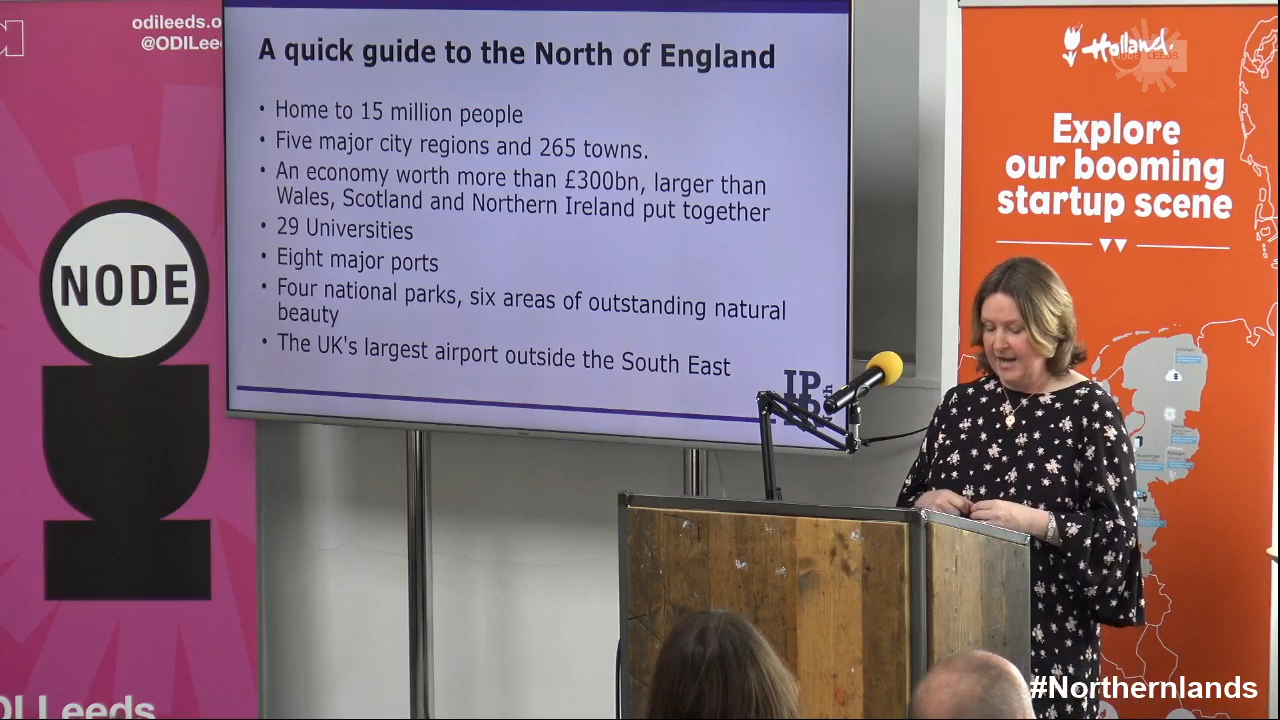 odileeds.o
@ODILee
NODE
ODI Leeds
A quick guide to the North of England
• Home to 15 million people
• Five major city regions and 265 towns.
• An economy worth more than £300bn, larger than
Wales, Scotland and Northern Ireland put together
• 29 Universities
• Eight major ports
• Four national parks, six areas of outstanding natural
beauty
• The UK's largest airport outside the South East
IP
Holland.
LEEDS
Explore
our booming
startup scene
#Northernlands